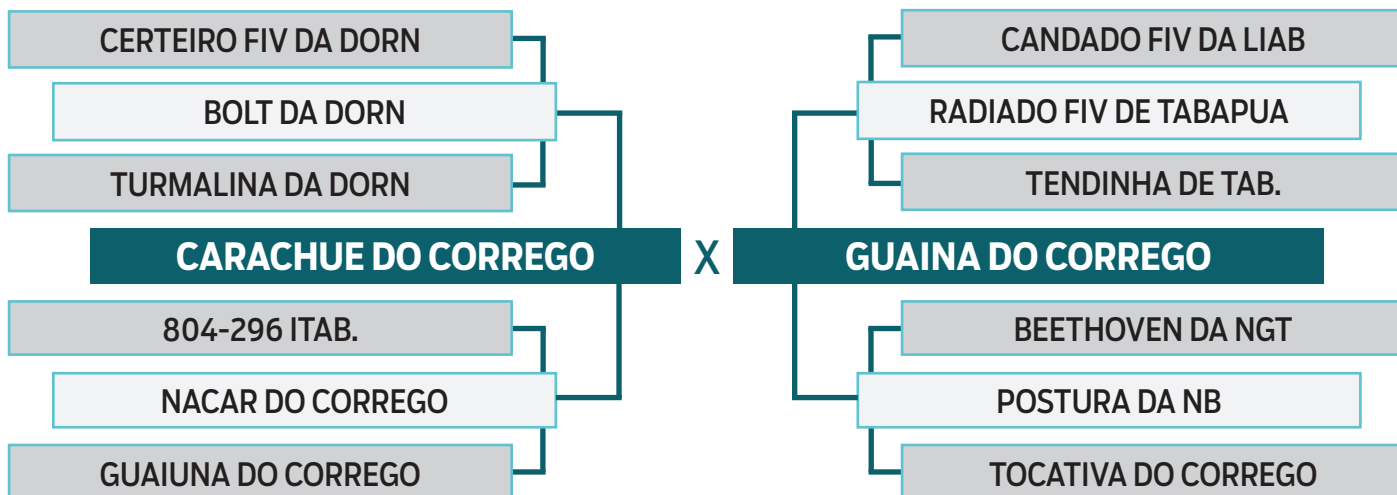 CERTEIRO FIV DA DORN
BOLT DA DORN
TURMALINA DA DORN
CARACHUE DO CORREGO
804-296 ITAB.
NACAR DO CORREGO
GUAIUNA DO CORREGO
X
CANDADO FIV DA LIAB
RADIADO FIV DE TABAPUA
TENDINHA DE TAB.
GUAINA DO CORREGO
BEETHOVEN DA NGT
POSTURA DA NB
TOCATIVA DO CORREGO